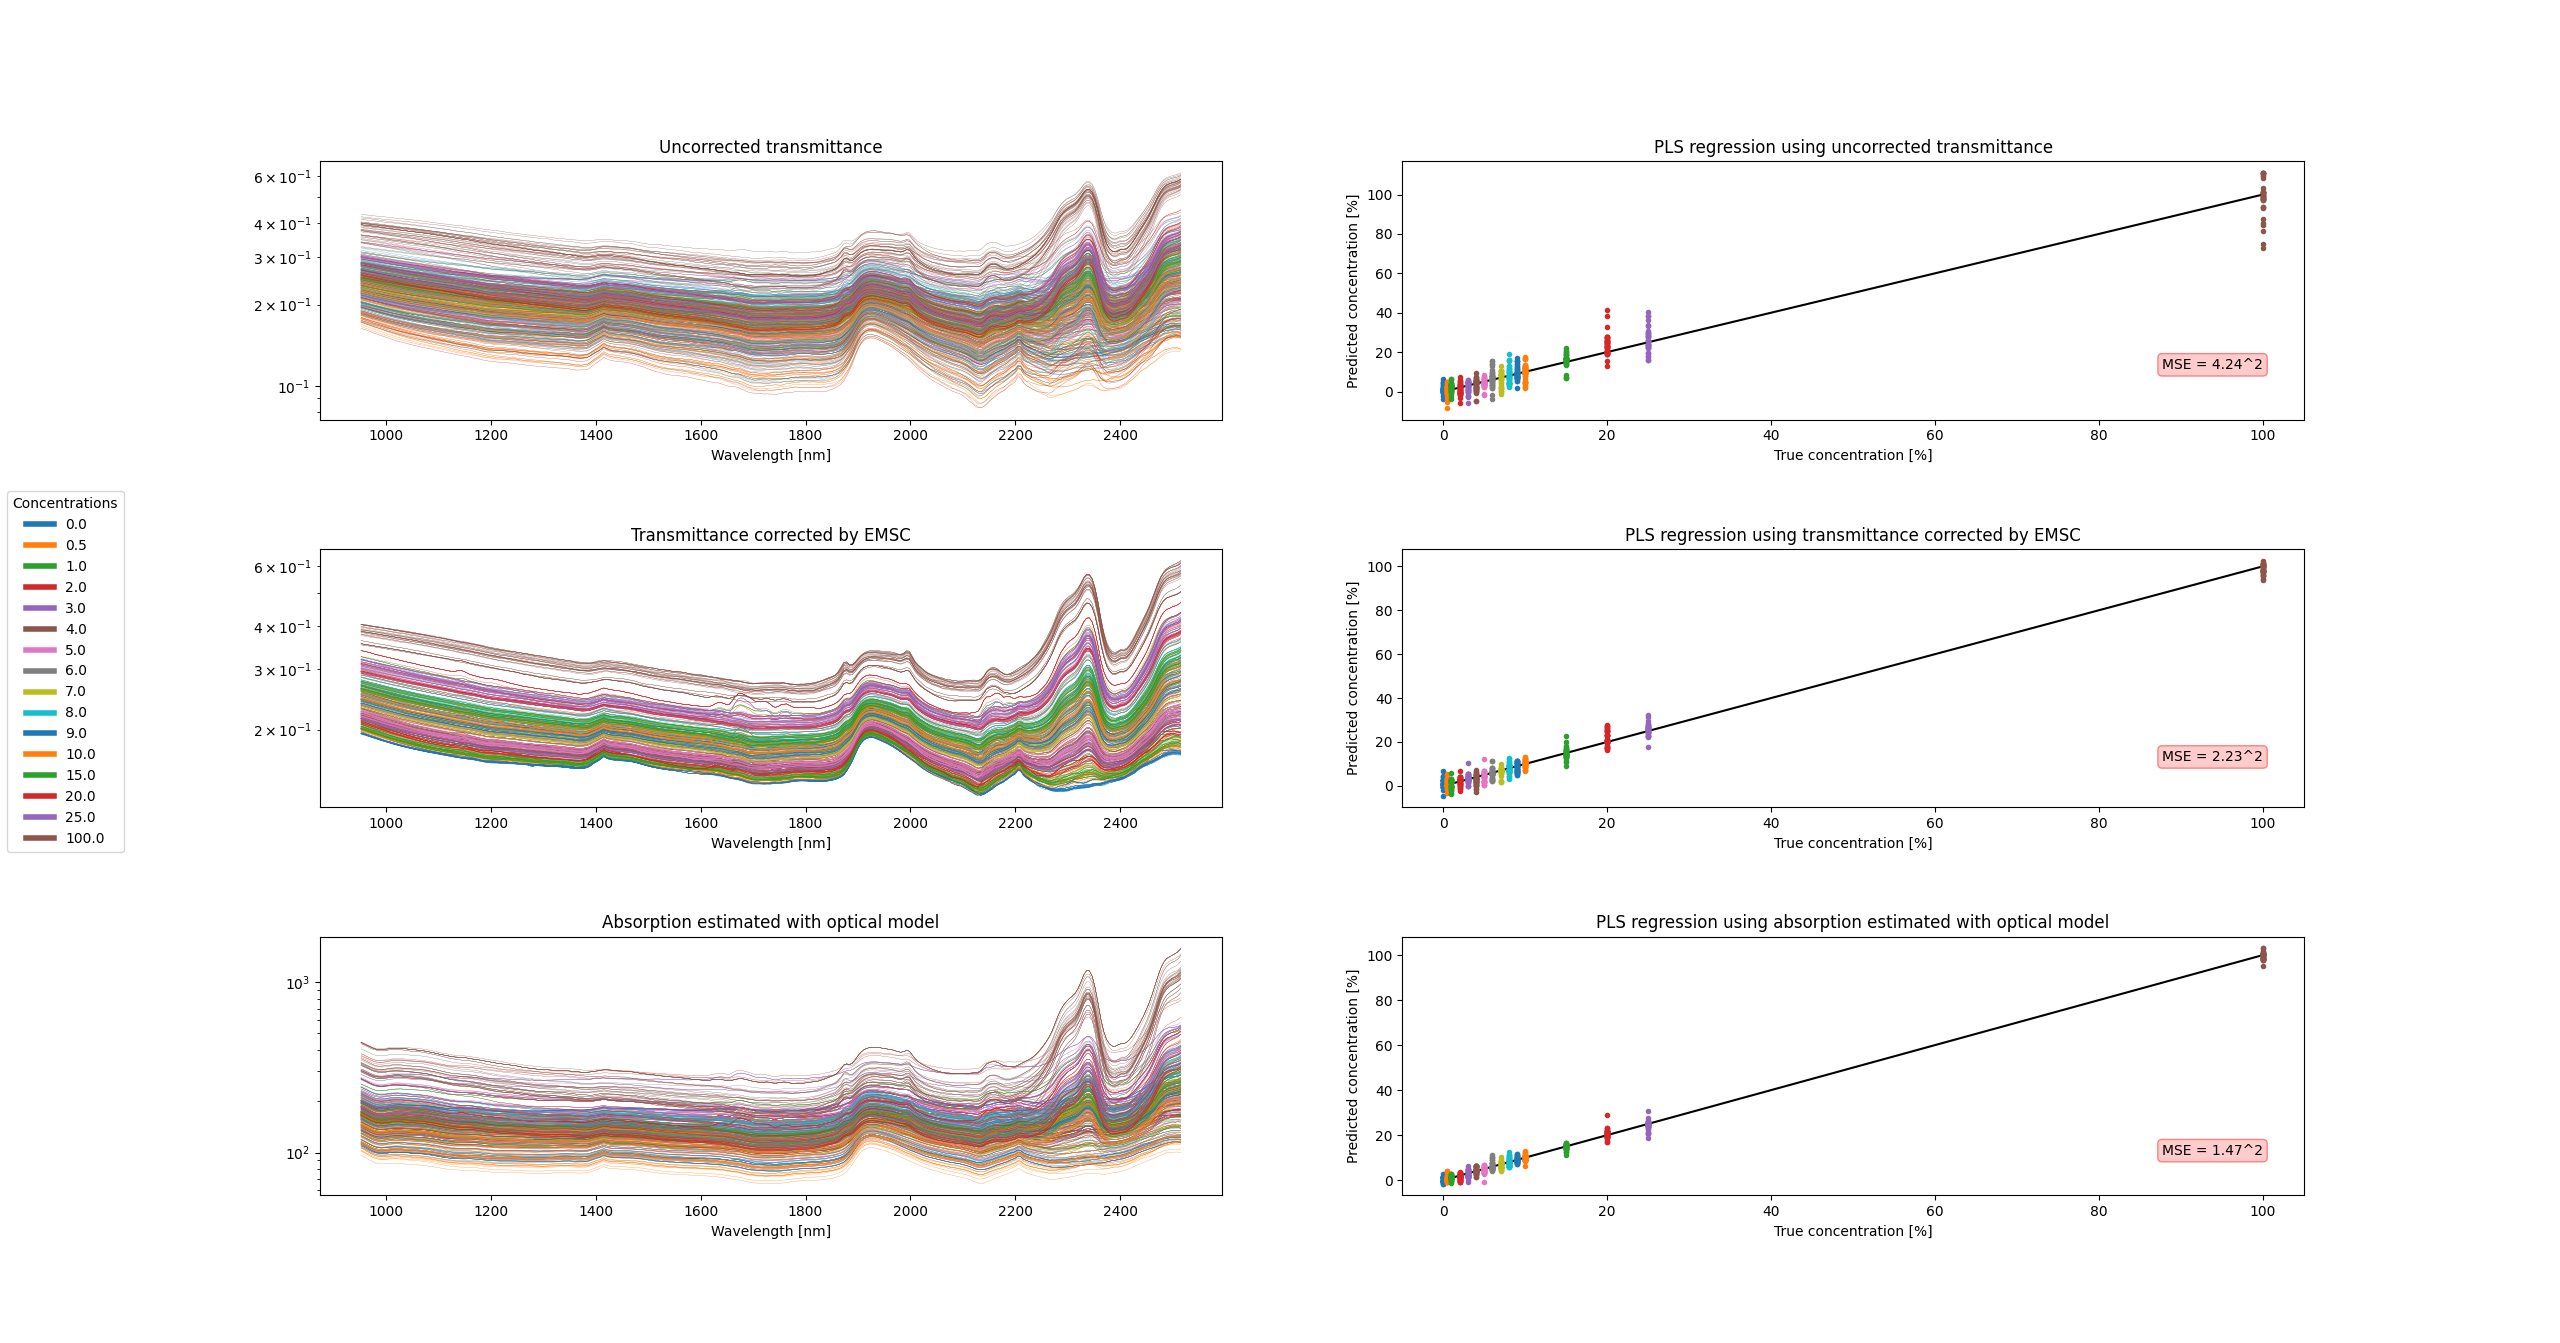 Uncorrected transmittance
6 × 10⁻¹
4 × 10⁻¹
3 × 10⁻¹
2 × 10⁻¹
10⁻¹
1000 1200 1400 1600 1800 2000 2200 2400
Wavelength [nm]
PLS regression using uncorrected transmittance
Predicted concentration [%]
100
80
60
40
20
0
MSE = 4.24^2
0 20 40 60 80 100
True concentration [%]
Concentrations
0.0
0.5
1.0
2.0
3.0
4.0
5.0
6.0
7.0
8.0
9.0
10.0
15.0
20.0
25.0
100.0
Transmittance corrected by EMSC
6 × 10⁻¹
4 × 10⁻¹
3 × 10⁻¹
2 × 10⁻¹
1000 1200 1400 1600 1800 2000 2200 2400
Wavelength [nm]
PLS regression using transmittance corrected by EMSC
Predicted concentration [%]
100
80
60
40
20
0
MSE = 2.23^2
0 20 40 60 80 100
True concentration [%]
Absorption estimated with optical model
10³
10²
1000 1200 1400 1600 1800 2000 2200 2400
Wavelength [nm]
PLS regression using absorption estimated with optical model
Predicted concentration [%]
100
80
60
40
20
0
MSE = 1.47^2
0 20 40 60 80 100
True concentration [%]